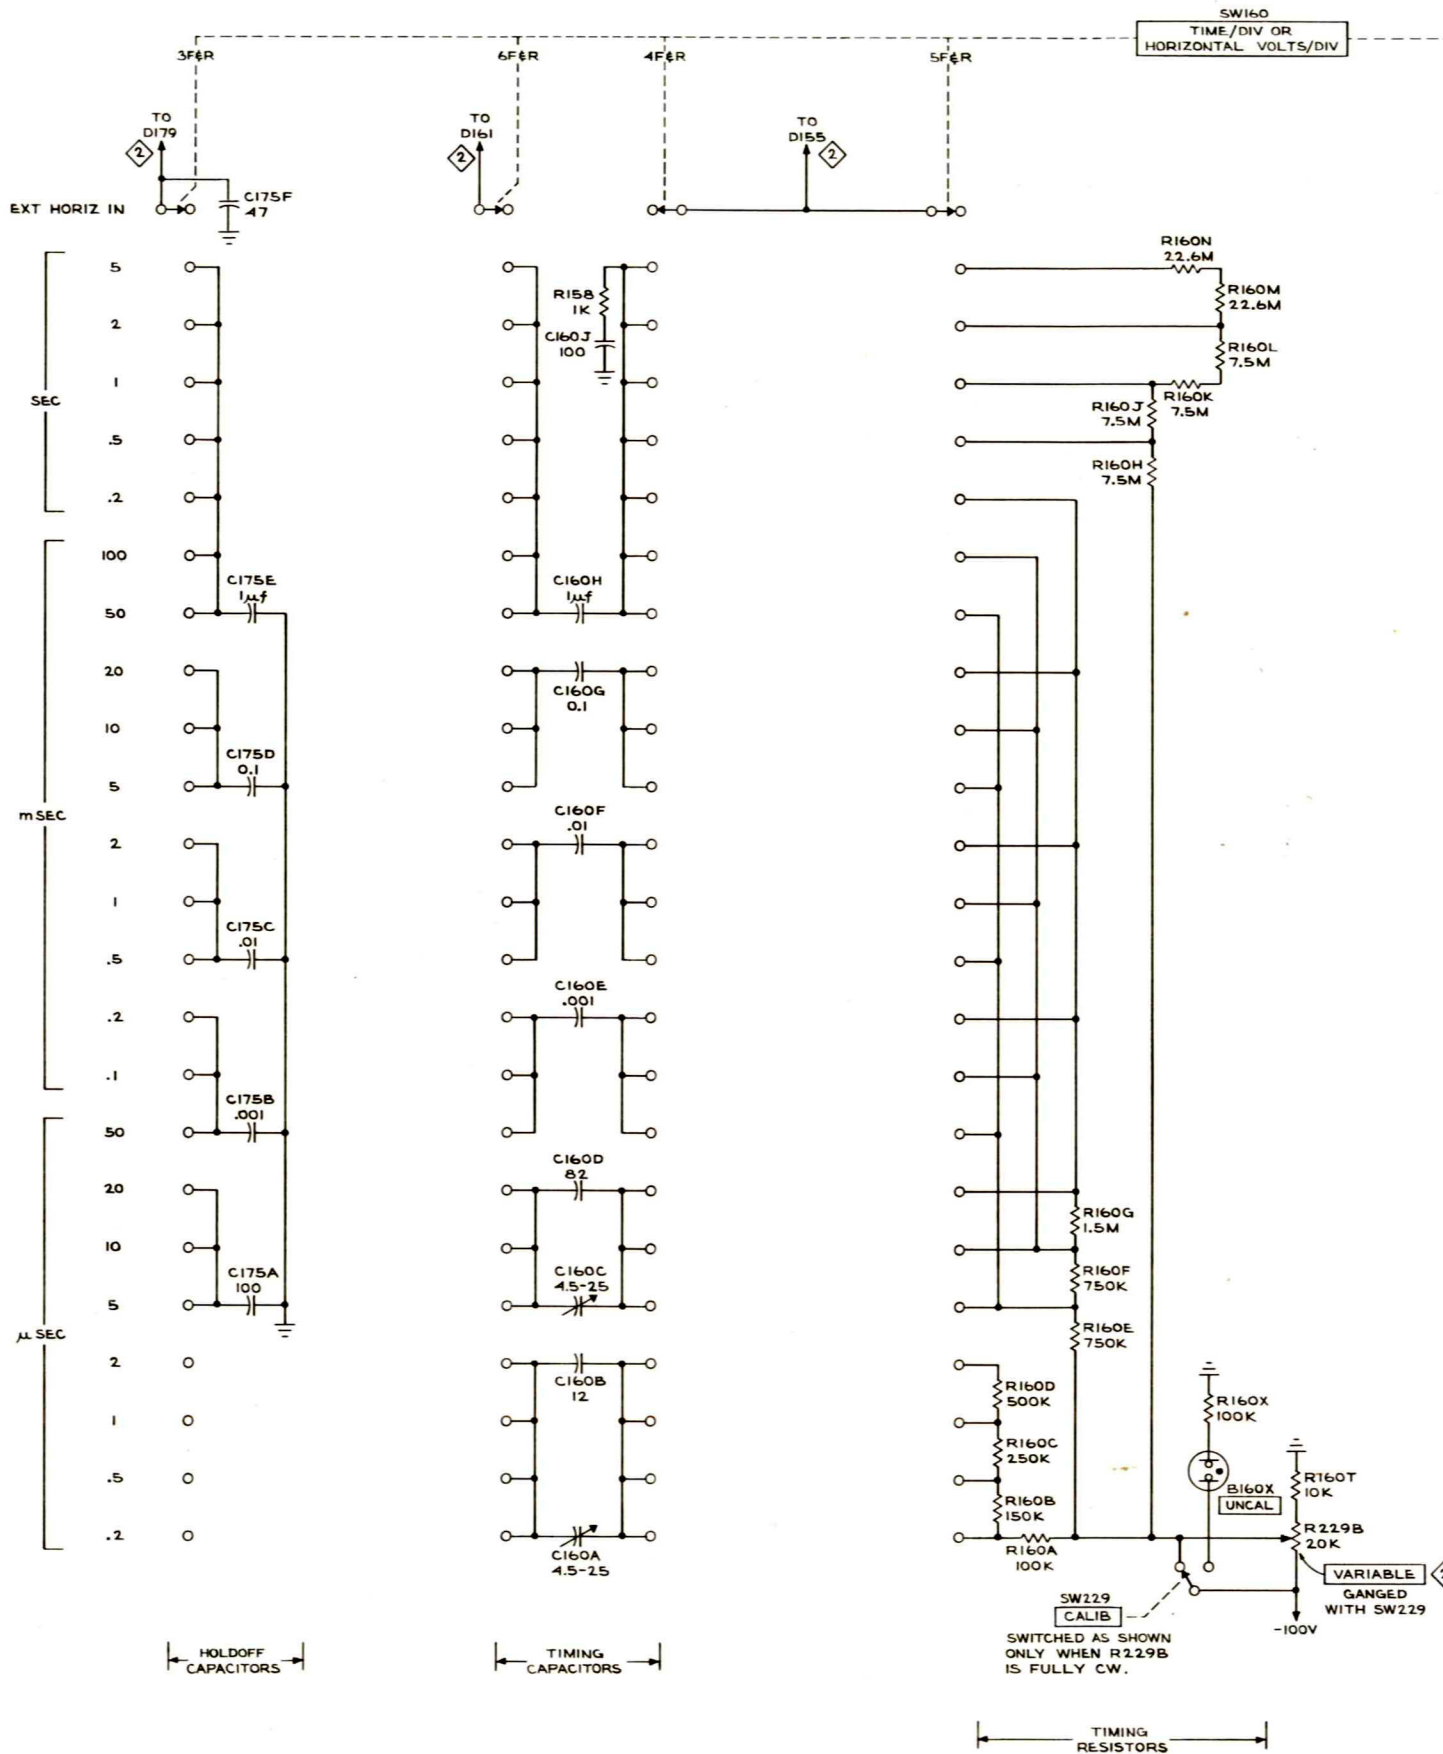 SW160
TIME/DIV OR
HORIZONTAL VOLTS/DIV
3F&R
6F&R
4F&R
5F&R
TO
D179
2
TO
D161
2
TO
D155
2
EXT HORIZ IN
C175F
47
SEC
5
2
1
.5
.2
mSEC
100
50
20
10
5
2
1
.5
.2
.1
μSEC
50
20
10
5
2
1
.5
.2
C175E
1μf
C175D
0.1
C175C
.01
C175B
.001
C175A
100
HOLDOFF
CAPACITORS
R158
1K
C160J
100
C160H
1μf
C160G
0.1
C160F
.01
C160E
.001
C160D
82
C160C
4.5-25
C160B
12
C160A
4.5-25
TIMING
CAPACITORS
R160N
22.6M
R160M
22.6M
R160L
7.5M
R160K
7.5M
R160J
7.5M
R160H
7.5M
R160G
1.5M
R160F
750K
R160E
750K
R160D
500K
R160C
250K
R160B
150K
R160A
100K
R160X
100K
B160X
UNCAL
R160T
10K
R229B
20K
VARIABLE
GANGED
WITH SW229
-100V
SW229
CALIB
SWITCHED AS SHOWN
ONLY WHEN R229B
IS FULLY CW.
TIMING
RESISTORS